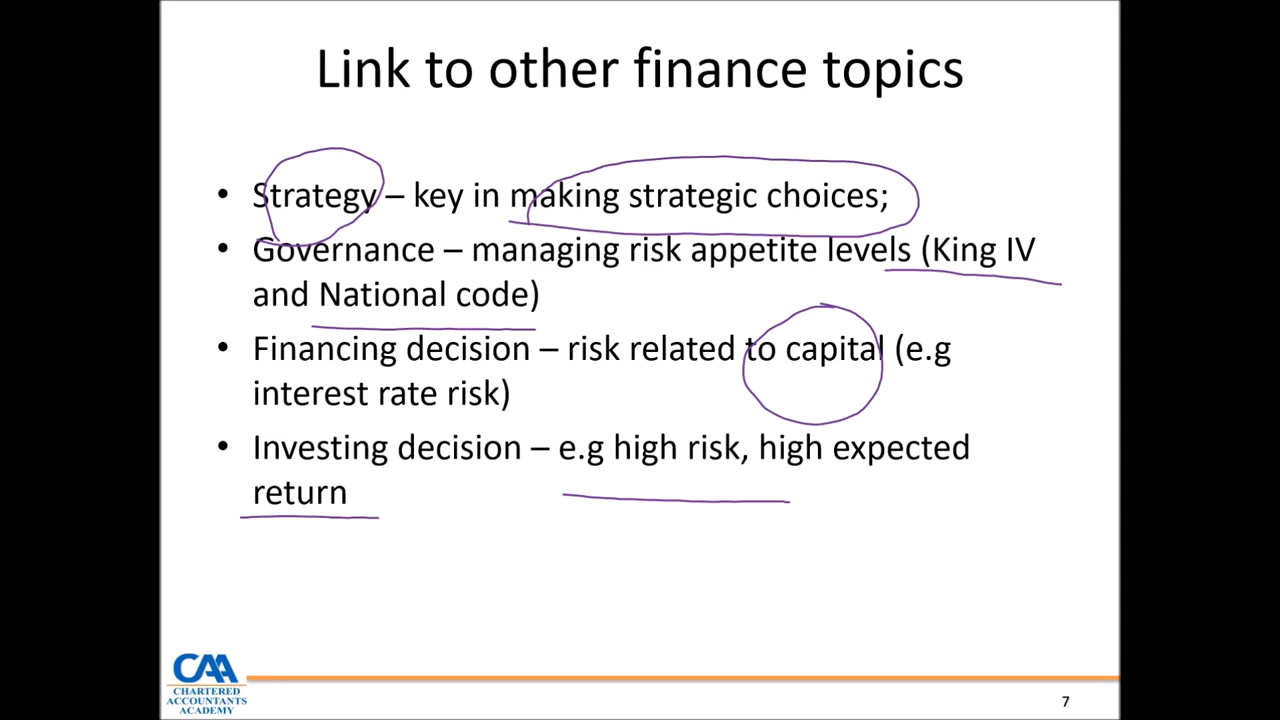 Link to other finance topics
• Strategy – key in making strategic choices;
• Governance – managing risk appetite levels (King IV
and National code)
• Financing decision – risk related to capital (e.g
interest rate risk)
• Investing decision – e.g high risk, high expected
return
CAA
CHARTERED
ACCOUNTANTS
ACADEMY
7